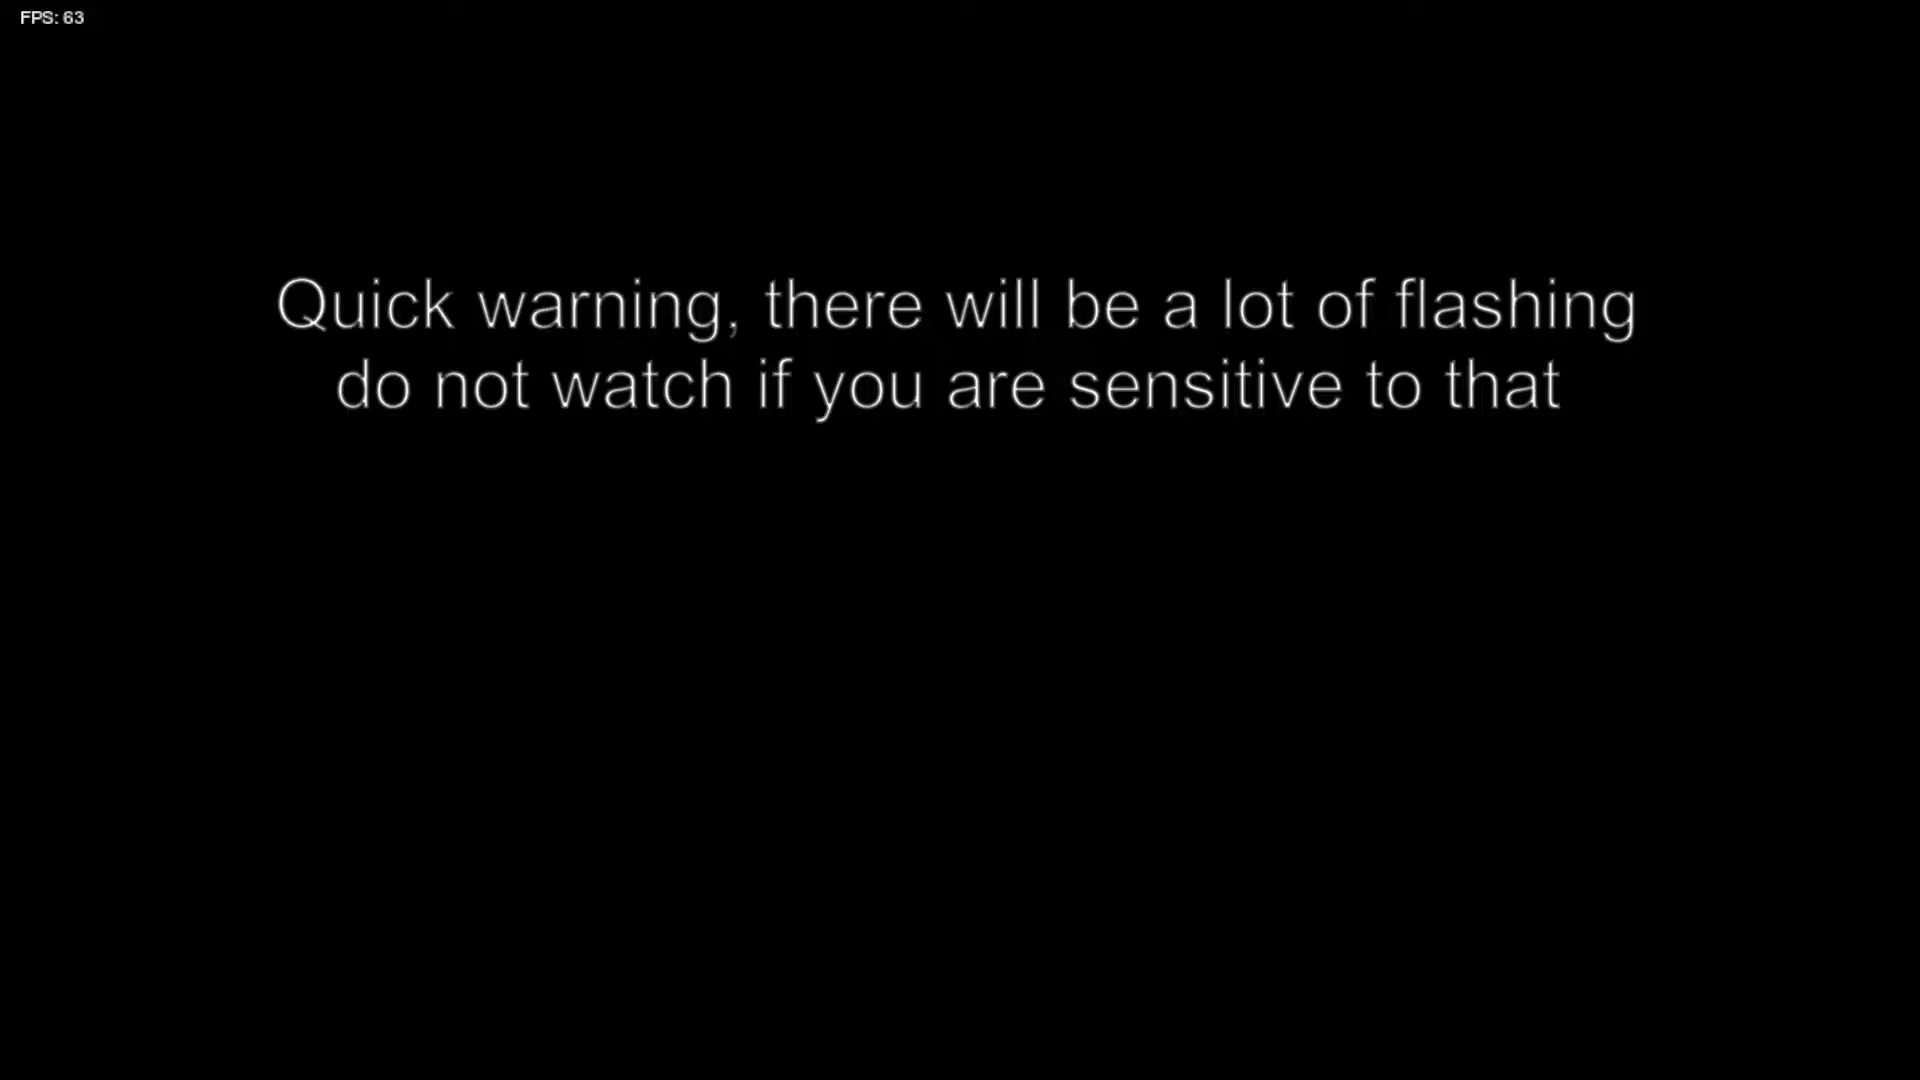 FPS: 63
Quick warning, there will be a lot of flashing
do not watch if you are sensitive to that